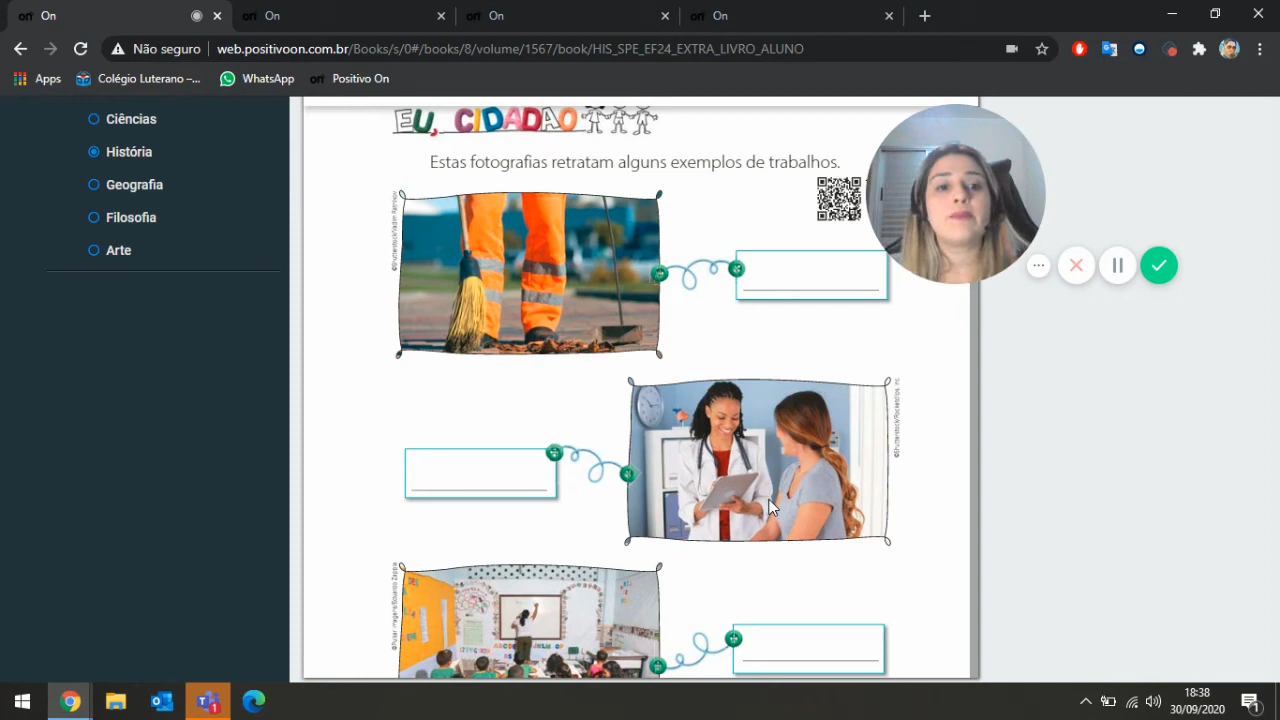 On
On
On
On
Não seguro
web.positivoon.com.br/Books/s/0#/books/8/volume/1567/book/HIS_SPE_EF24_EXTRA_LIVRO_ALUNO
Apps
Colégio Luterano –...
WhatsApp
Positivo On
Ciências
História
Geografia
Filosofia
Arte
EU, CIDADÃO
Estas fotografias retratam alguns exemplos de trabalhos.
18:38
30/09/2020